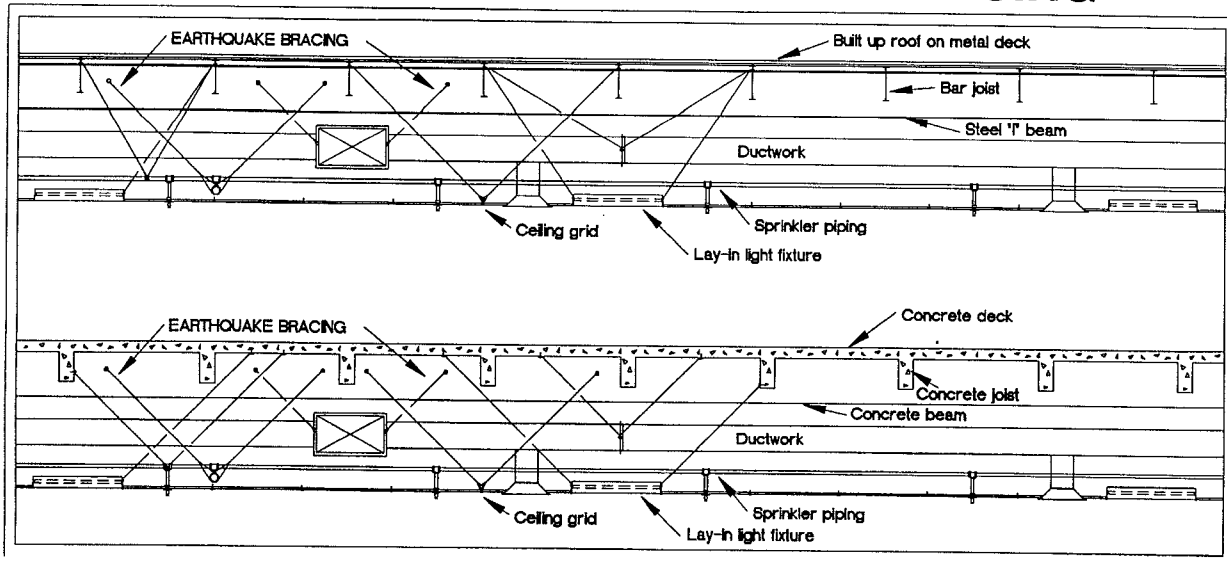 EARTHQUAKE BRACING
Built up roof on metal deck
Bar joist
Steel "I" beam
Ductwork
Ceiling grid
Sprinkler piping
Lay-in light fixture
EARTHQUAKE BRACING
Concrete deck
Concrete joist
Concrete beam
Ductwork
Ceiling grid
Sprinkler piping
Lay-in light fixture